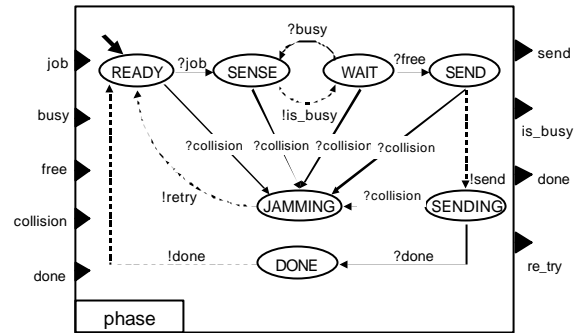 ?busy
job
READY
?job
SENSE
WAIT
?free
SEND
send
!is_busy
busy
is_busy
?collision
?collision
?collision
?collision
free
!retry
!send
done
JAMMING
?collision
SENDING
collision
!done
DONE
?done
re_try
done
phase